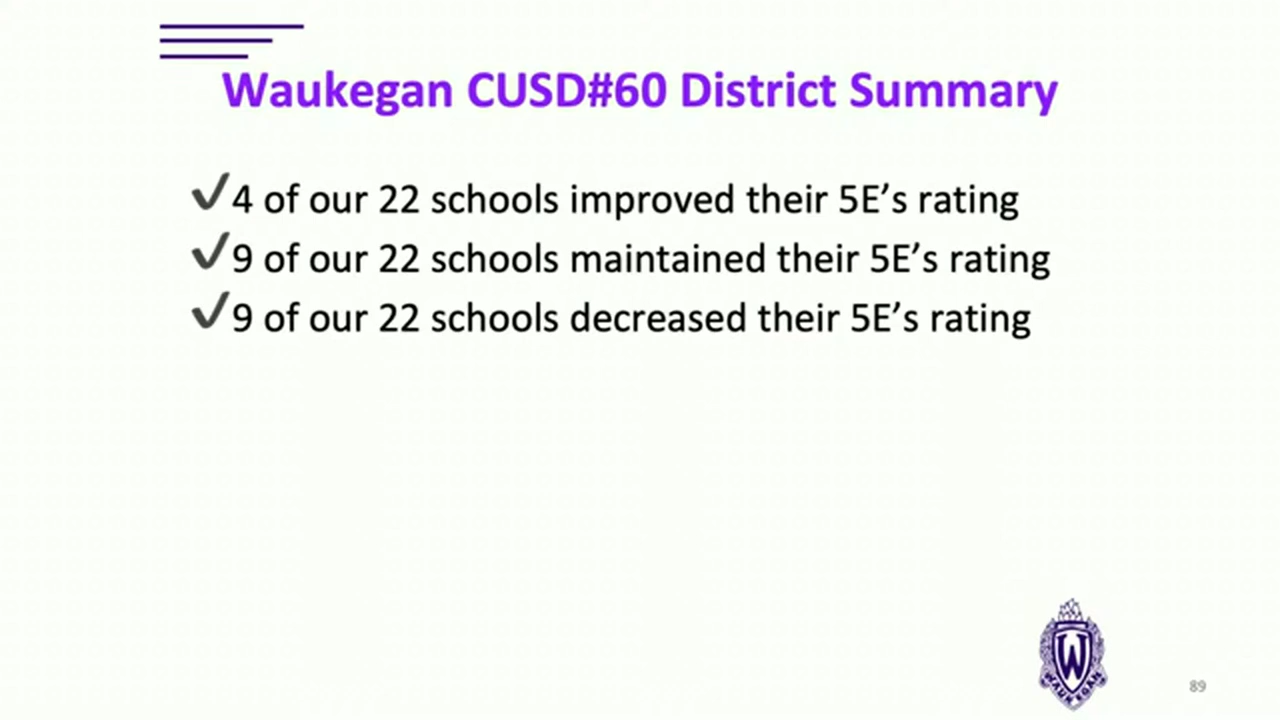 Waukegan CUSD#60 District Summary
✓4 of our 22 schools improved their 5E’s rating
✓9 of our 22 schools maintained their 5E’s rating
✓9 of our 22 schools decreased their 5E’s rating
W
WAUKEGAN
89